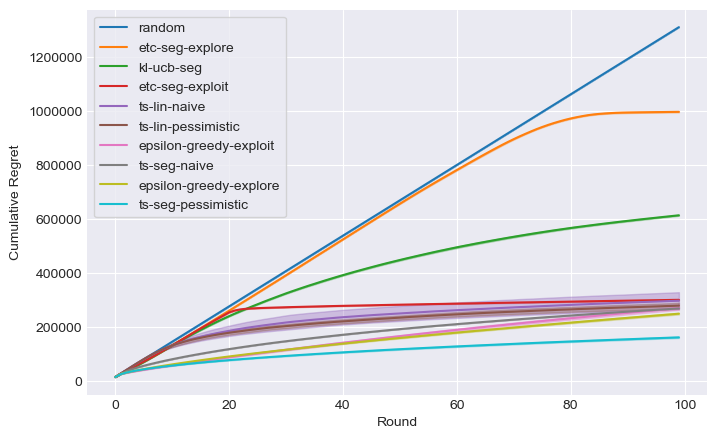 random
etc-seg-explore
kl-ucb-seg
etc-seg-exploit
ts-lin-naive
ts-lin-pessimistic
epsilon-greedy-exploit
ts-seg-naive
epsilon-greedy-explore
ts-seg-pessimistic
Cumulative Regret
1200000
1000000
800000
600000
400000
200000
0
0 20 40 60 80 100
Round